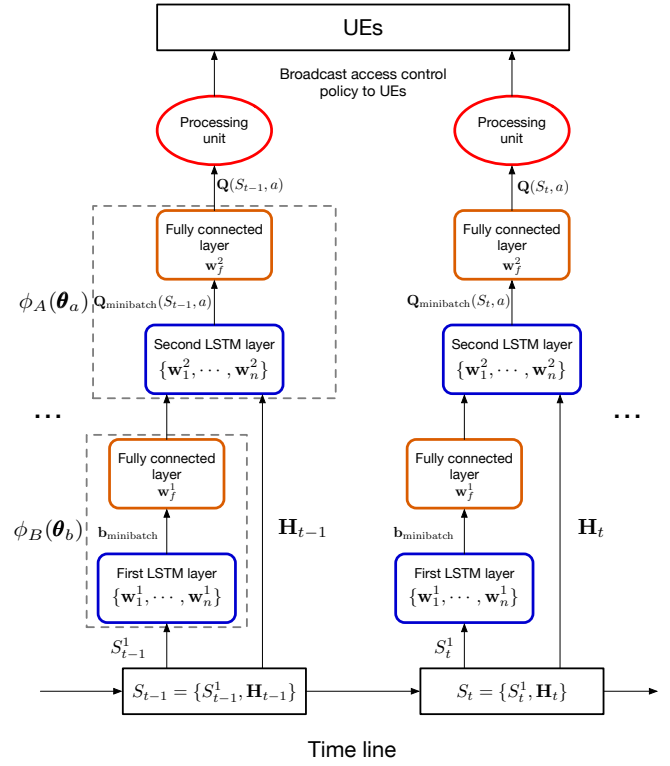 UEs
Broadcast access control
policy to UEs
Processing
unit
Processing
unit
𝐐(S_{t−1}, a)
𝐐(S_t, a)
Fully connected
layer
𝐰_f^2
Fully connected
layer
𝐰_f^2
ϕ_A(𝜽_a)
𝐐_minibatch(S_{t−1}, a)
𝐐_minibatch(S_t, a)
Second LSTM layer
{𝐰_1^2, ⋯ , 𝐰_n^2}
Second LSTM layer
{𝐰_1^2, ⋯ , 𝐰_n^2}
...
...
Fully connected
layer
𝐰_f^1
Fully connected
layer
𝐰_f^1
ϕ_B(𝜽_b)
𝐛_minibatch
𝐇_{t−1}
𝐛_minibatch
𝐇_t
First LSTM layer
{𝐰_1^1, ⋯ , 𝐰_n^1}
First LSTM layer
{𝐰_1^1, ⋯ , 𝐰_n^1}
S_{t−1}^1
S_t^1
S_{t−1} = {S_{t−1}^1, 𝐇_{t−1}}
S_t = {S_t^1, 𝐇_t}
Time line